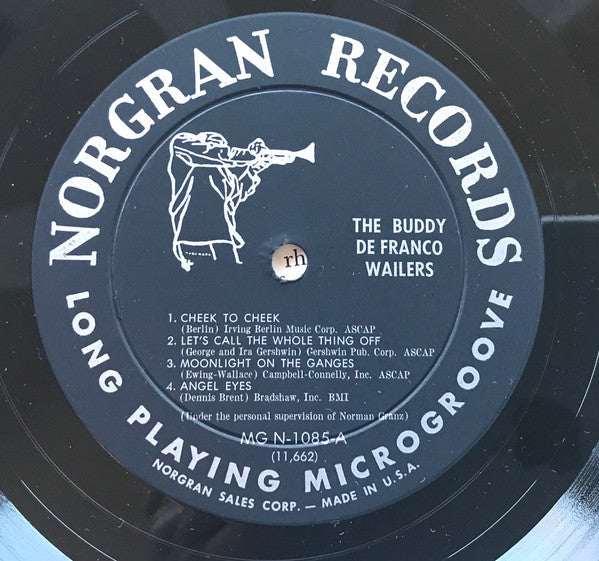 NORGRAN RECORDS
THE BUDDY
DE FRANCO
WAILERS
rh
1. CHEEK TO CHEEK
(Berlin) Irving Berlin Music Corp. ASCAP
2. LET'S CALL THE WHOLE THING OFF
(George and Ira Gershwin) Gershwin Pub. Corp. ASCAP
3. MOONLIGHT ON THE GANGES
(Ewing-Wallace) Campbell-Connelly, Inc. ASCAP
4. ANGEL EYES
(Dennis Brent) Bradshaw, Inc. BMI
(Under the personal supervision of Norman Granz)
MG N-1085-A
(11,662)
LONG PLAYING MICROGROOVE
NORGRAN SALES CORP. — MADE IN U.S.A.